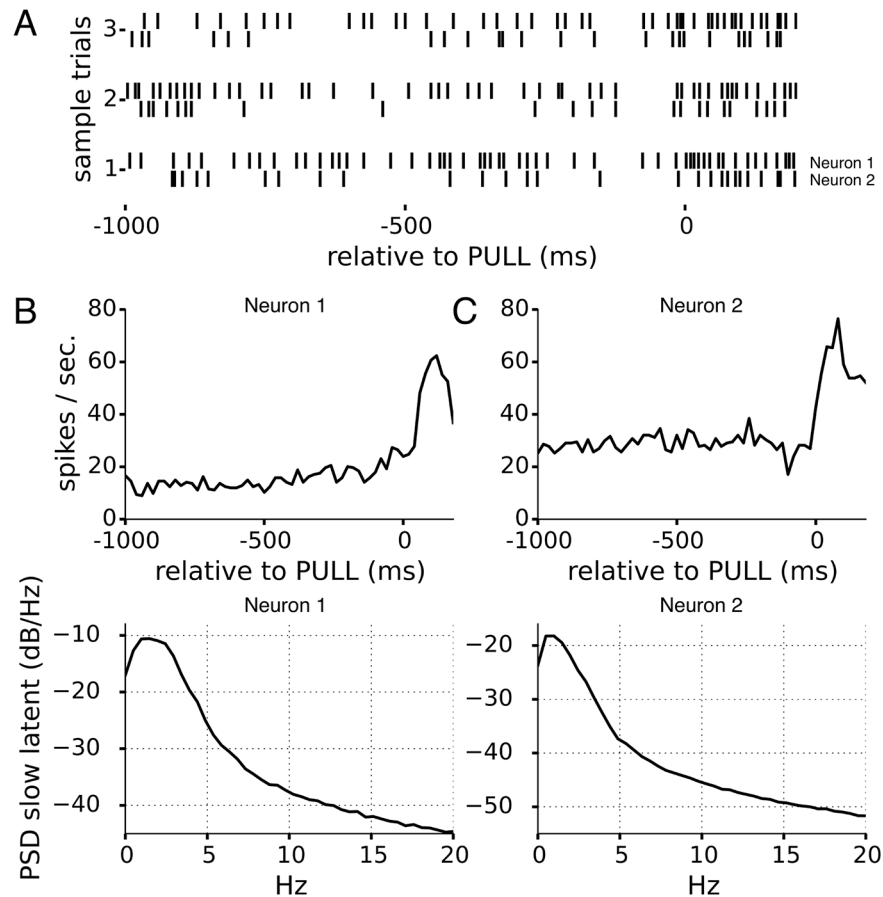 A
sample trials
3-
2-
1-
Neuron 1
Neuron 2
-1000 -500 0
relative to PULL (ms)
B
Neuron 1
spikes / sec.
80
60
40
20
0
-1000 -500 0
relative to PULL (ms)
C
Neuron 2
80
60
40
20
0
-1000 -500 0
relative to PULL (ms)
Neuron 1
PSD slow latent (dB/Hz)
−10
−20
−30
−40
0 5 10 15 20
Hz
Neuron 2
−20
−30
−40
−50
0 5 10 15 20
Hz